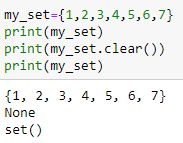 my_set={1,2,3,4,5,6,7}
print(my_set)
print(my_set.clear())
print(my_set)
{1, 2, 3, 4, 5, 6, 7}
None
set()